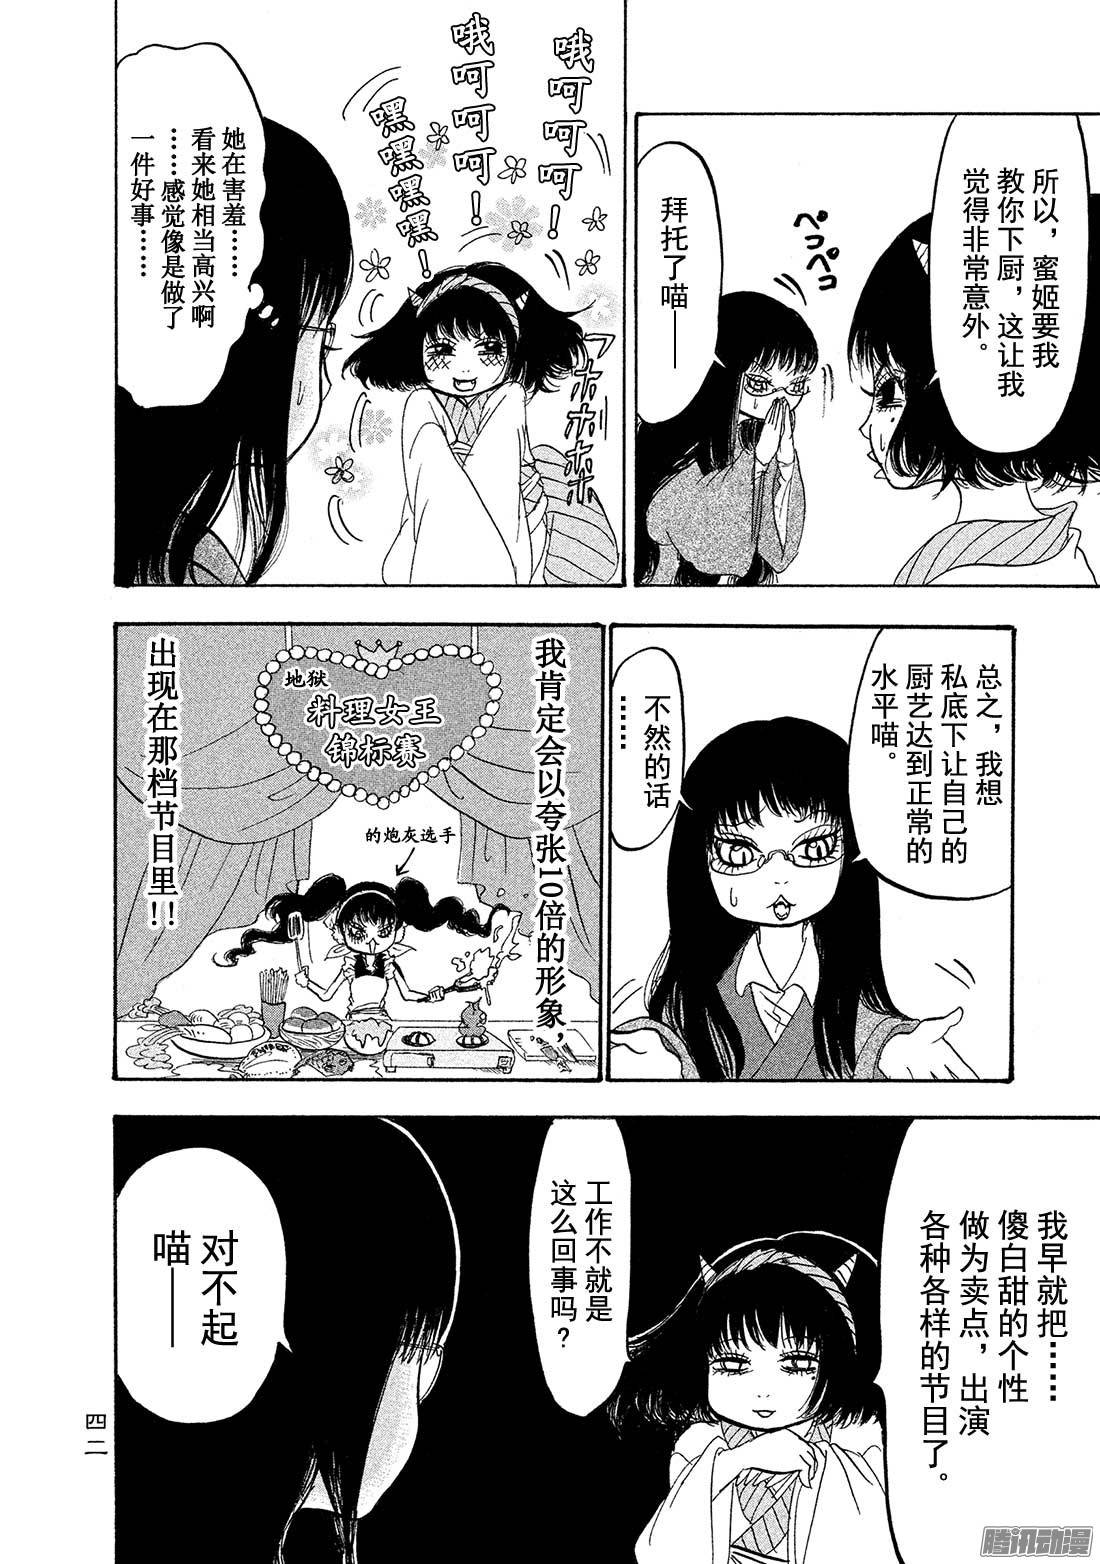 所以，蜜姬要我
教你下厨，这让我
觉得非常意外。
ペコペコ
拜托了喵——
哦呵呵呵！
哦呵呵呵！
嘿嘿嘿嘿！
フホホホホ
她在害羞……
看来她相当高兴啊
……感觉像是做了
一件好事……
总之，我想
私底下让自己的
厨艺达到正常的
水平喵。
不然的话
……
我肯定会以夸张10倍的形象，
地狱
料理女王
锦标赛
的炮灰选手
出现在那档节目里!!
我早就把……
傻白甜的个性
做为卖点，出演
各种各样的节目了。
工作不就是
这么回事吗？
对不起
喵——
四二
腾讯动漫